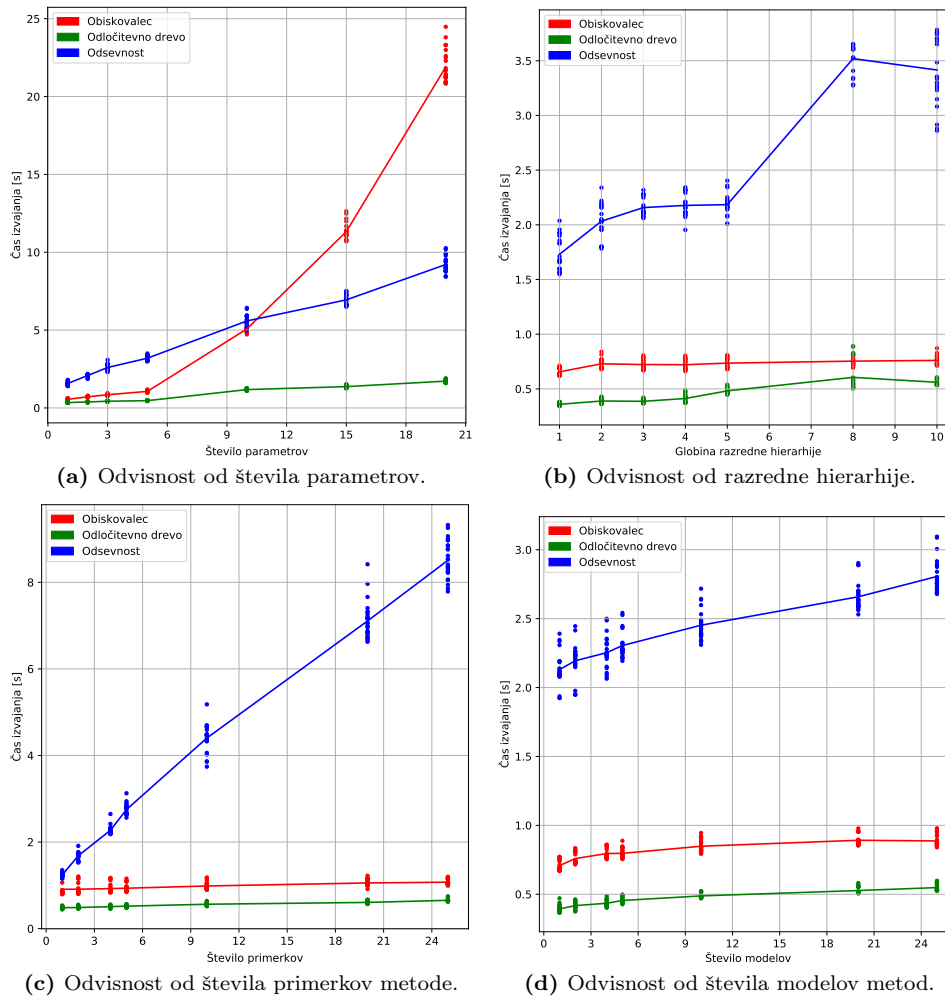 Obiskovalec
Odločitveno drevo
Odsevnost
25
20
15
10
5
0
Čas izvajanja [s]
0 3 6 9 12 15 18 21
Število parametrov
(a) Odvisnost od števila parametrov.
Obiskovalec
Odločitevno drevo
Odsevnost
3.5
3.0
2.5
2.0
1.5
1.0
0.5
Čas izvajanja [s]
1 2 3 4 5 6 7 8 9 10
Globina razredne hierarhije
(b) Odvisnost od razredne hierarhije.
Obiskovalec
Odločitevno drevo
Odsevnost
8
6
4
2
0
Čas izvajanja [s]
0 3 6 9 12 15 18 21 24
Število primerkov
(c) Odvisnost od števila primerkov metode.
Obiskovalec
Odločitevno drevo
Odsevnost
3.0
2.5
2.0
1.5
1.0
0.5
Čas izvajanja [s]
0 3 6 9 12 15 18 21 24
Število modelov
(d) Odvisnost od števila modelov metod.